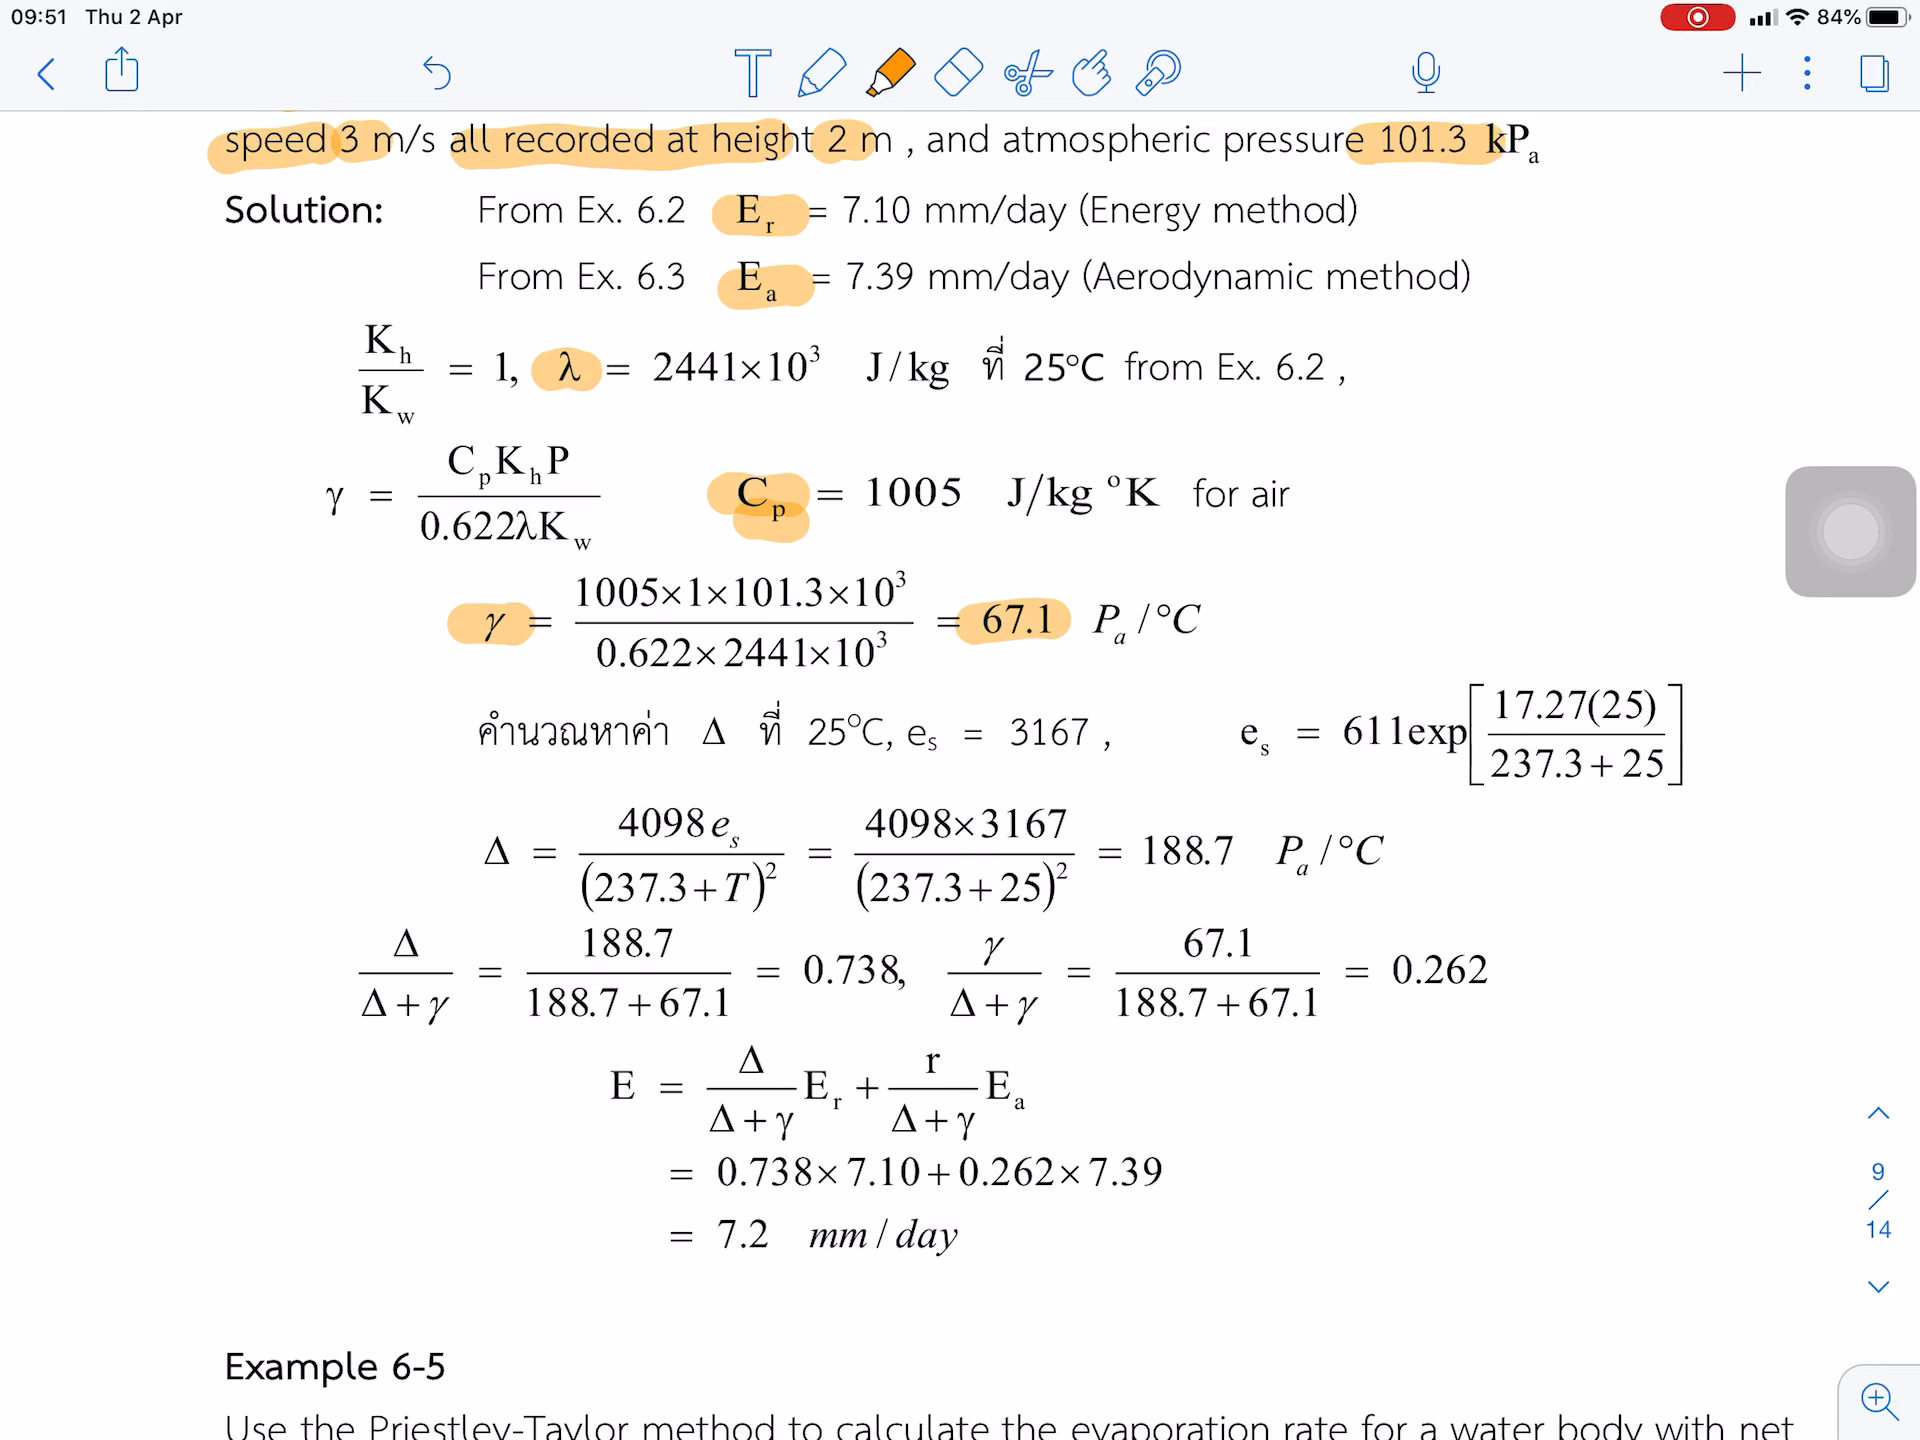 09:51 Thu 2 Apr 84%
speed 3 m/s all recorded at height 2 m , and atmospheric pressure 101.3 kPa
Solution: From Ex. 6.2 Er = 7.10 mm/day (Energy method)
From Ex. 6.3 Ea = 7.39 mm/day (Aerodynamic method)
Kh/Kw = 1, λ = 2441×10³ J/kg ที่ 25°C from Ex. 6.2 ,
γ = CpKhP/0.622λKw Cp = 1005 J/kg °K for air
γ = 1005×1×101.3×10³/0.622×2441×10³ = 67.1 Pa/°C
คำนวณหาค่า Δ ที่ 25°C, es = 3167 , es = 611exp[17.27(25)/237.3+25]
Δ = 4098es/(237.3+T)² = 4098×3167/(237.3+25)² = 188.7 Pa/°C
Δ/Δ+γ = 188.7/188.7+67.1 = 0.738, γ/Δ+γ = 67.1/188.7+67.1 = 0.262
E = Δ/Δ+γ Er + r/Δ+γ Ea
= 0.738×7.10+0.262×7.39
= 7.2 mm/day
9
/
14
Example 6-5
Use the Priestley-Taylor method to calculate the evaporation rate for a water body with net